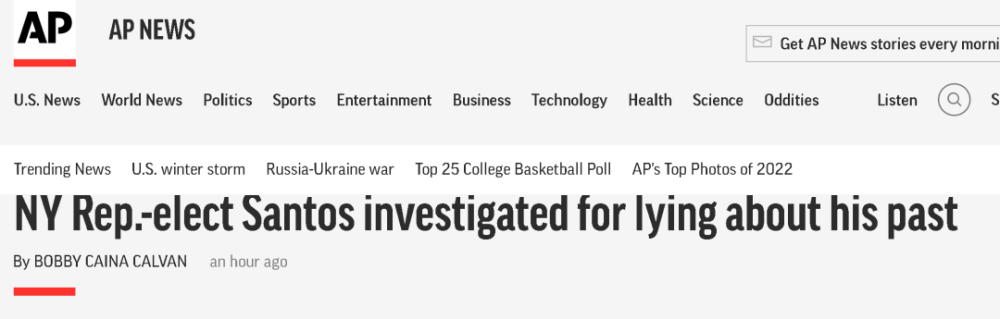 AP AP NEWS
Get AP News stories every morni
U.S. News World News Politics Sports Entertainment Business Technology Health Science Oddities Listen S
Trending News U.S. winter storm Russia-Ukraine war Top 25 College Basketball Poll AP's Top Photos of 2022
NY Rep.-elect Santos investigated for lying about his past
By BOBBY CAINA CALVAN an hour ago